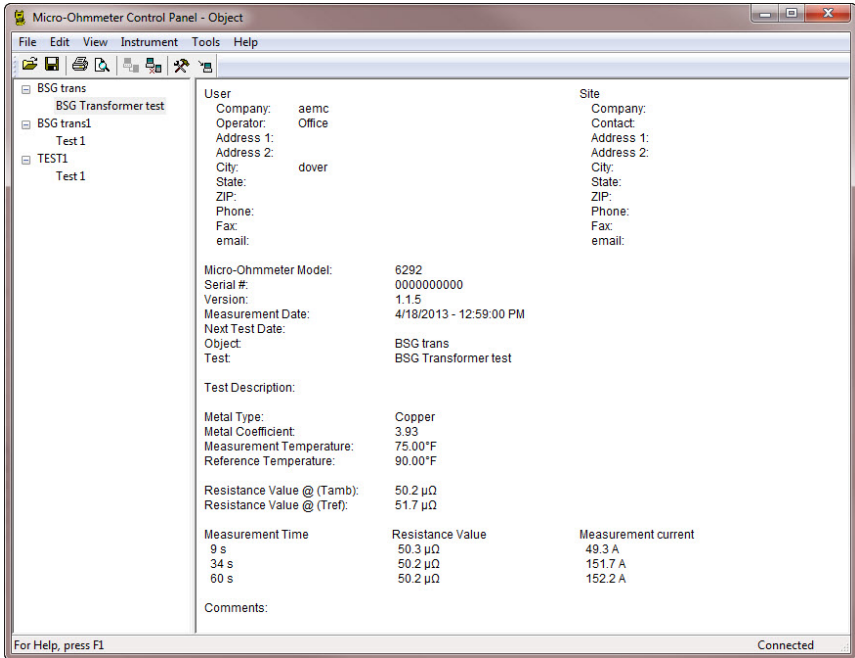 Micro-Ohmmeter Control Panel - Object
File Edit View Instrument Tools Help
BSG trans
BSG Transformer test
BSG trans1
Test 1
TEST1
Test 1
User
Company: aemc
Operator: Office
Address 1:
Address 2:
City: dover
State:
ZIP:
Phone:
Fax:
email:
Site
Company:
Contact:
Address 1:
Address 2:
City:
State:
ZIP:
Phone:
Fax:
email:
Micro-Ohmmeter Model: 6292
Serial #: 0000000000
Version: 1.1.5
Measurement Date: 4/18/2013 - 12:59:00 PM
Next Test Date:
Object: BSG trans
Test: BSG Transformer test
Test Description:
Metal Type: Copper
Metal Coefficient: 3.93
Measurement Temperature: 75.00°F
Reference Temperature: 90.00°F
Resistance Value @ (Tamb): 50.2 µΩ
Resistance Value @ (Tref): 51.7 µΩ
Measurement Time Resistance Value Measurement current
9 s 50.3 µΩ 49.3 A
34 s 50.2 µΩ 151.7 A
60 s 50.2 µΩ 152.2 A
Comments:
For Help, press F1 Connected